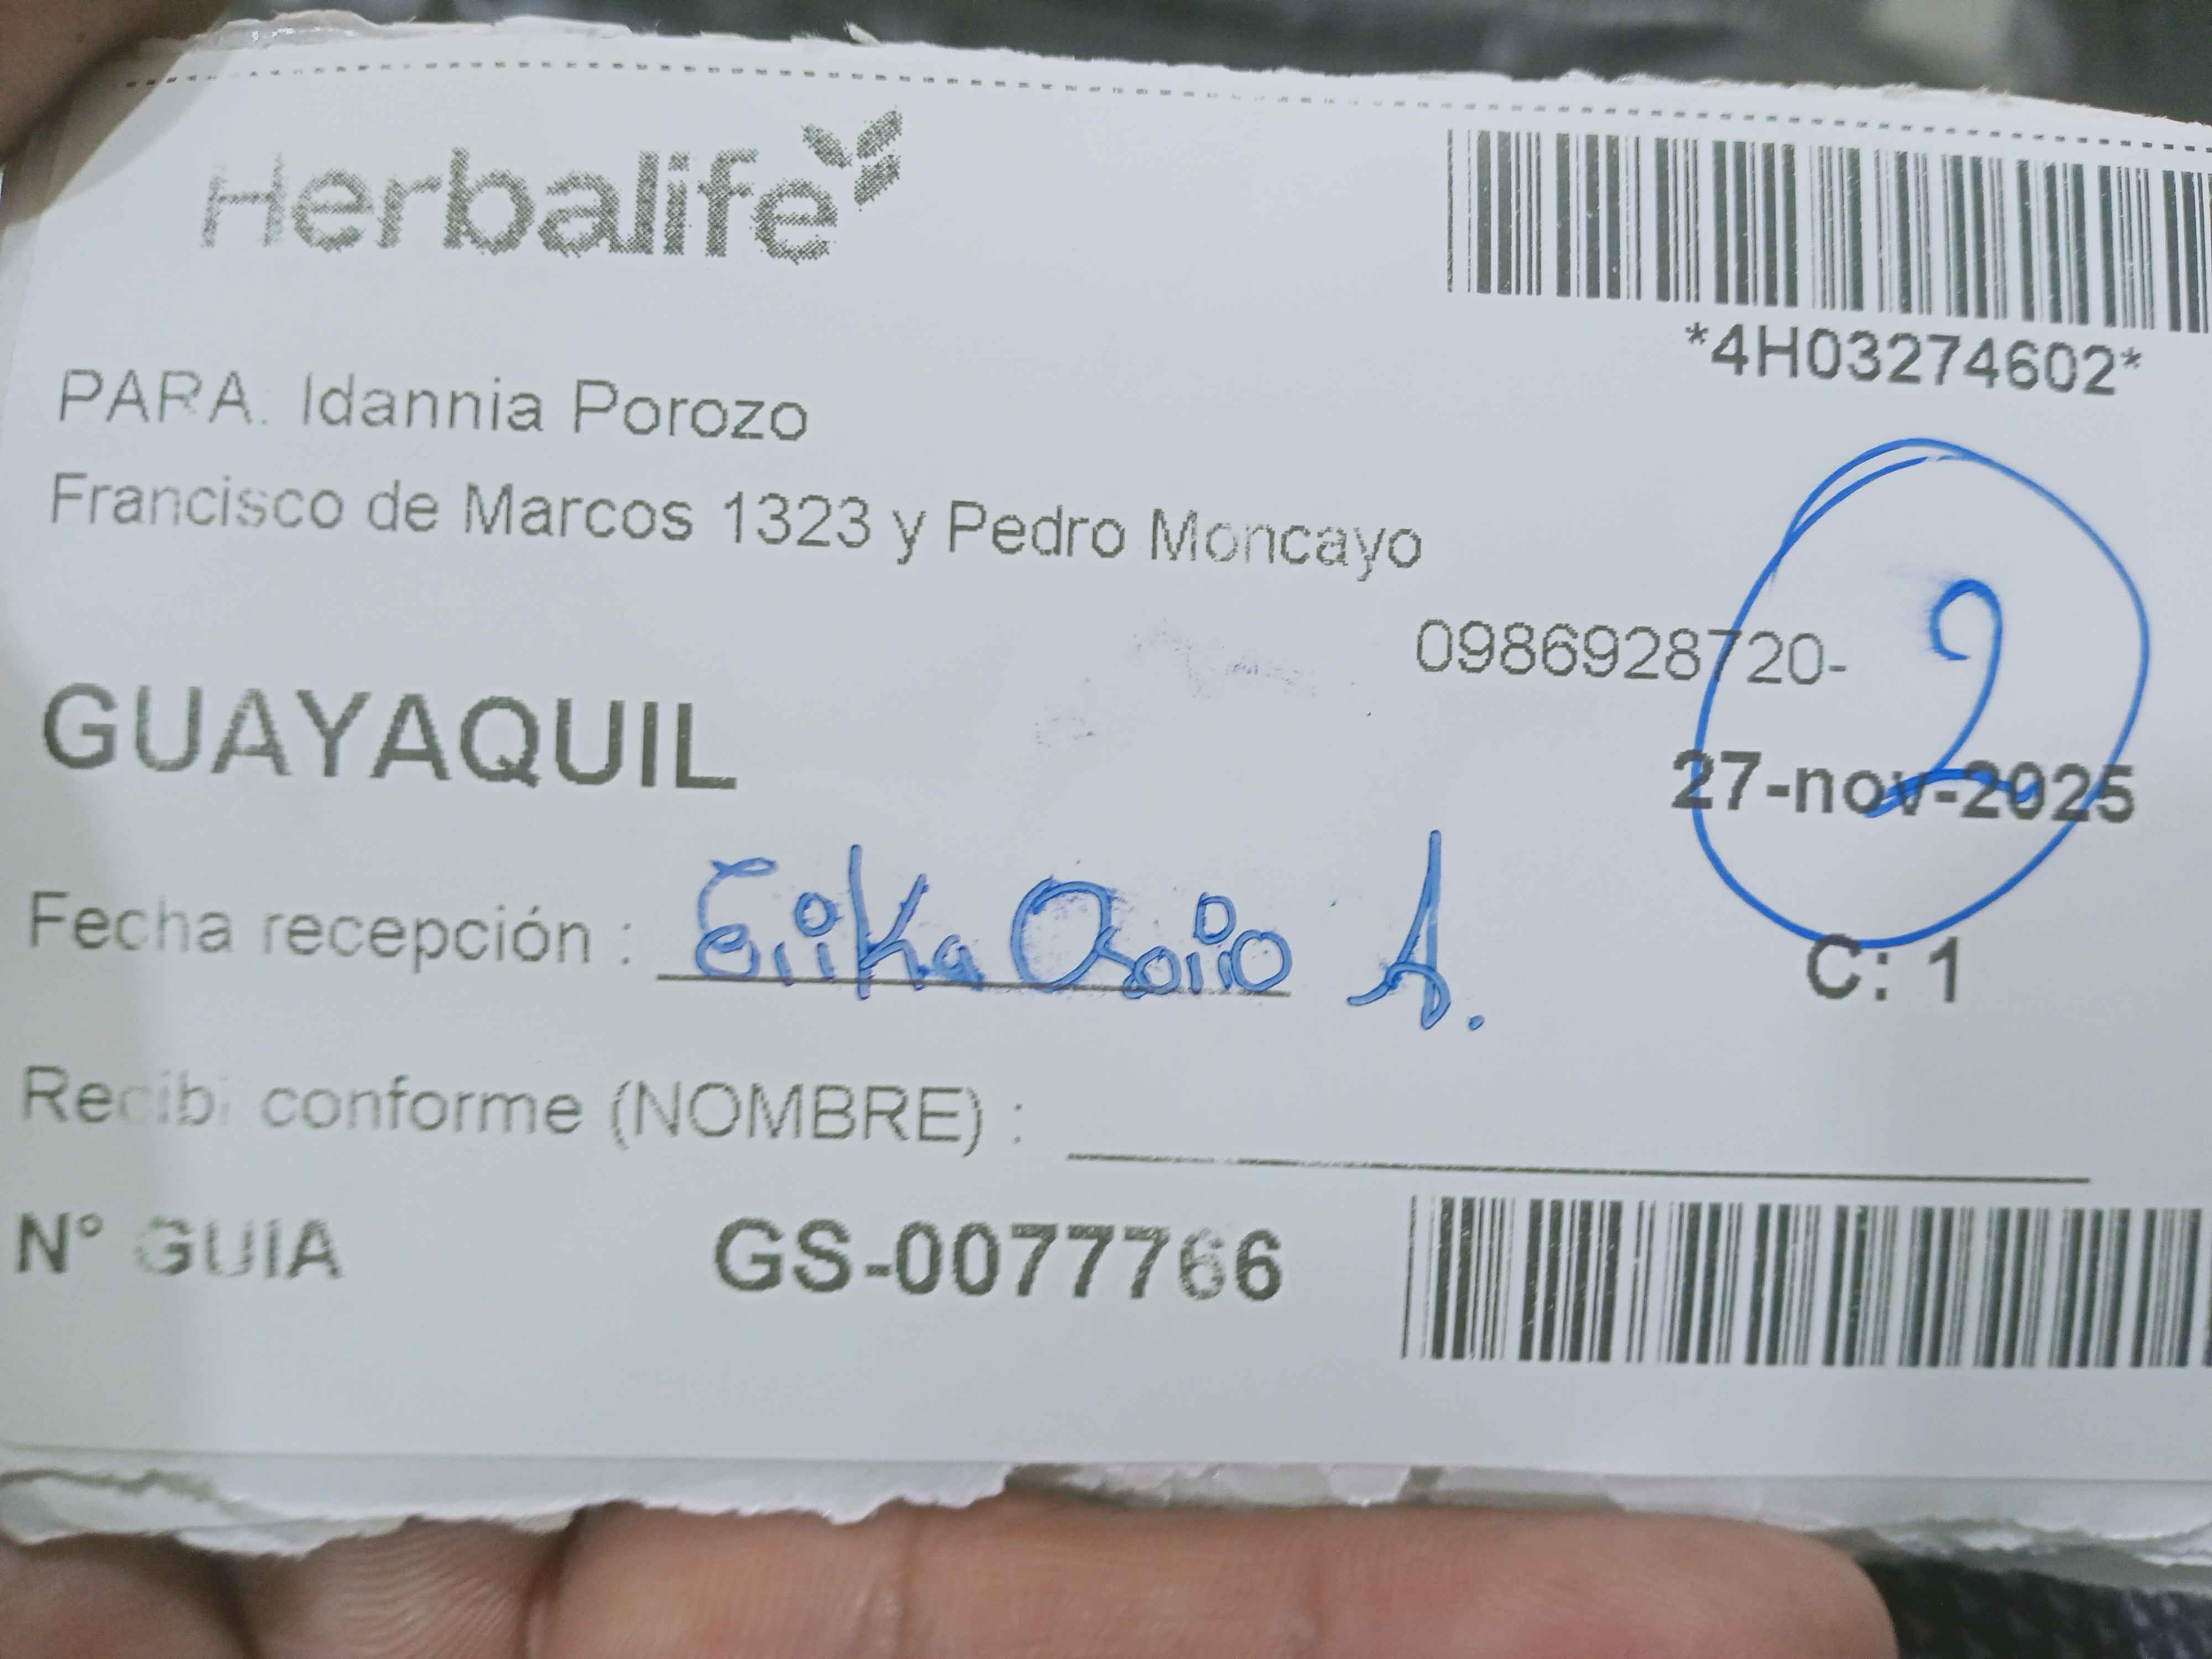 Herbalife
*4H03274602*
PARA. Idannia Porozo
Francisco de Marcos 1323 y Pedro Moncayo
0986928720-
2
GUAYAQUIL
27-nov-2025
Fecha recepción : Erika Osorio A.
C: 1
Recibi conforme (NOMBRE) :
N° GUIA GS-0077766